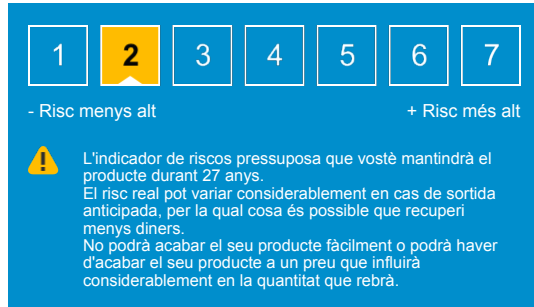 1 2 3 4 5 6 7
- Risc menys alt + Risc més alt
L'indicador de riscos pressuposa que vostè mantindrà el
producte durant 27 anys.
El risc real pot variar considerablement en cas de sortida
anticipada, per la qual cosa és possible que recuperi
menys diners.
No podrà acabar el seu producte fàcilment o podrà haver
d'acabar el seu producte a un preu que influirà
considerablement en la quantitat que rebrà.